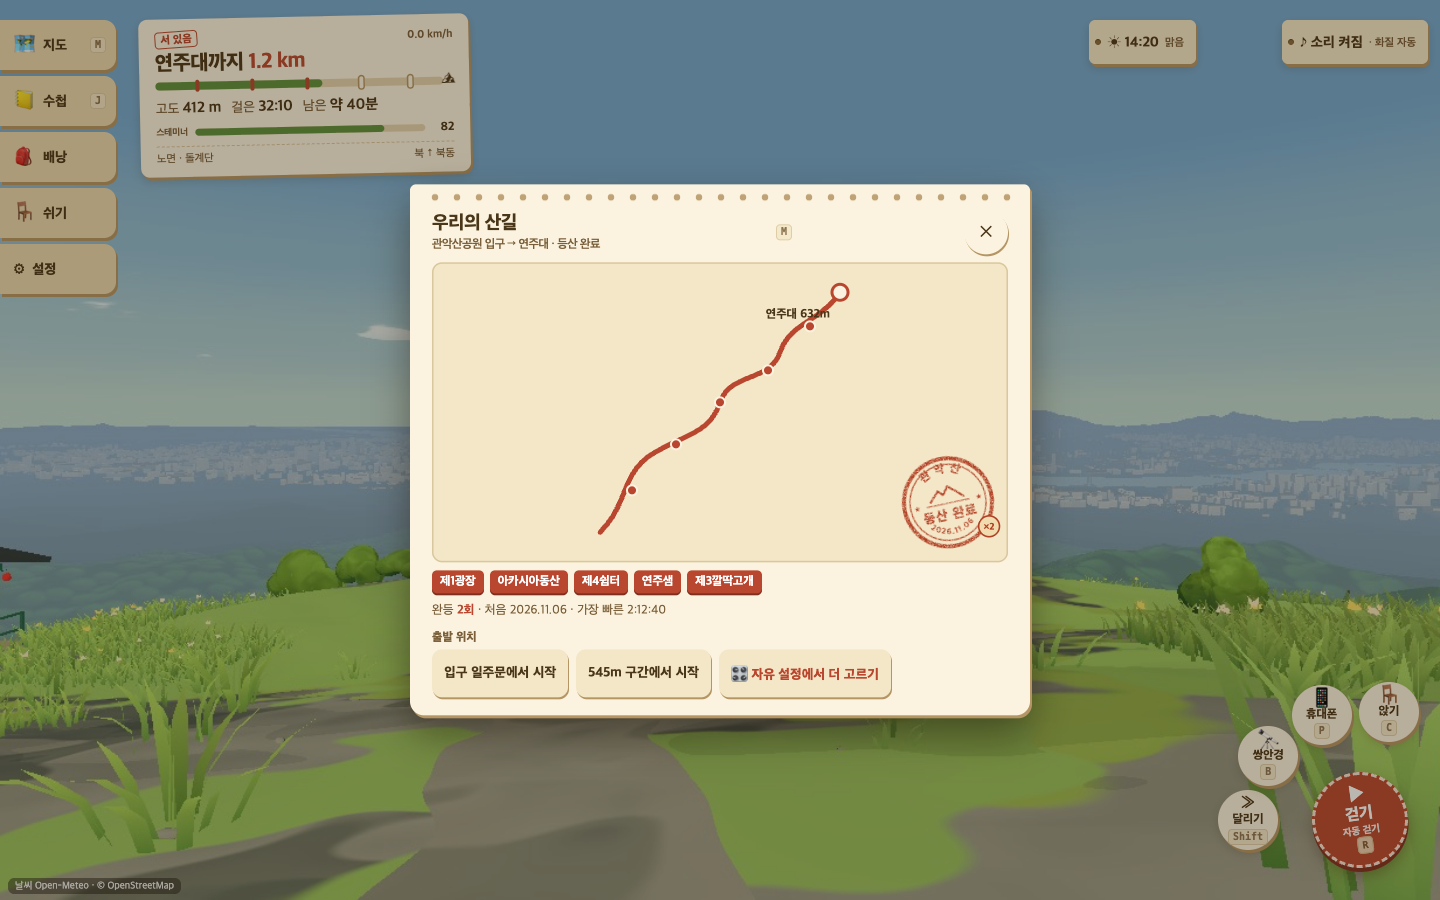 지도 M
수첩 J
배낭
쉬기
설정
서 있음
0.0 km/h
연주대까지 1.2 km
고도 412 m 걸은 32:10 남은 약 40분
스테미너 82
노면 · 돌계단 북 ↑ 북동
14:20 맑음
♪ 소리 켜짐 · 화질 자동
우리의 산길
관악산공원 입구 → 연주대 · 등산 완료
M
×
연주대 632m
관악산
등산 완료
2026.11.06
×2
제1광장 아카시아동산 제4쉼터 연주샘 제3깔딱고개
완등 2회 · 처음 2026.11.06 · 가장 빠른 2:12:40
출발 위치
입구 일주문에서 시작 545m 구간에서 시작 자유 설정에서 더 고르기
휴대폰
P
앉기
C
쌍안경
B
달리기
Shift
걷기
자동 걷기
R
날씨 Open-Meteo · © OpenStreetMap